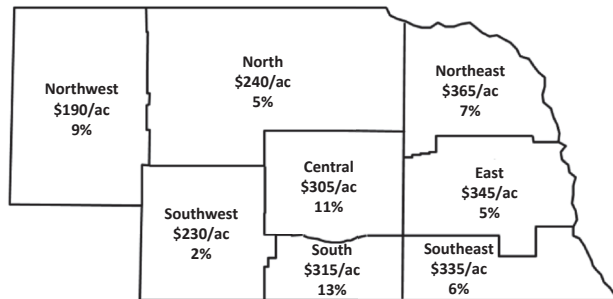 Northwest
$190/ac
9%
North
$240/ac
5%
Northeast
$365/ac
7%
Central
$305/ac
11%
East
$345/ac
5%
Southwest
$230/ac
2%
South
$315/ac
13%
Southeast
$335/ac
6%